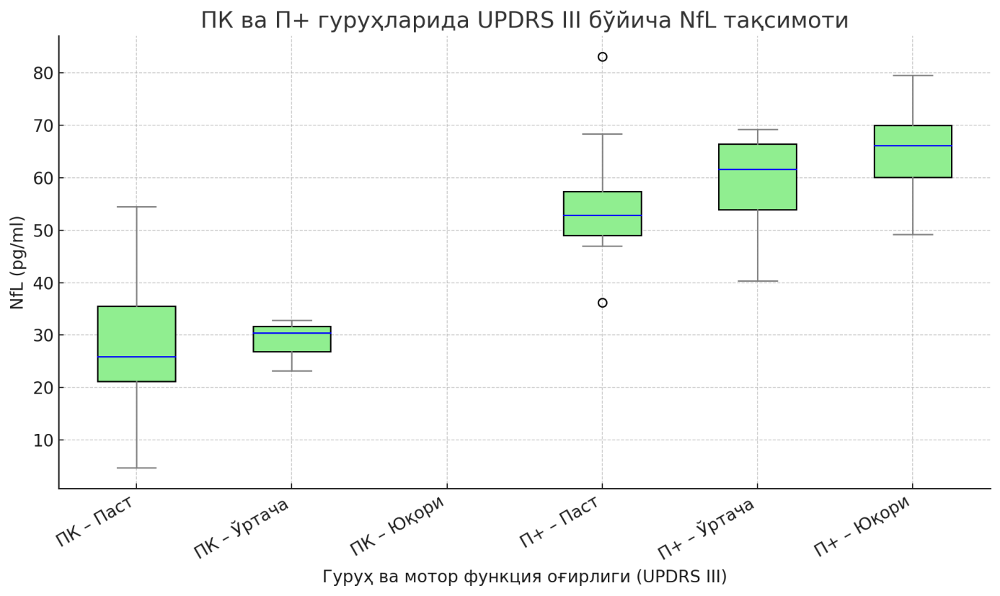 ПК ва П+ гуруҳларида UPDRS III бўйича NfL тақсимоти
NfL (pg/ml)
80
70
60
50
40
30
20
10
ПК – Паст
ПК – Ўртача
ПК – Юқори
П+ – Паст
П+ – Ўртача
П+ – Юқори
Гуруҳ ва мотор функция оғирлиги (UPDRS III)